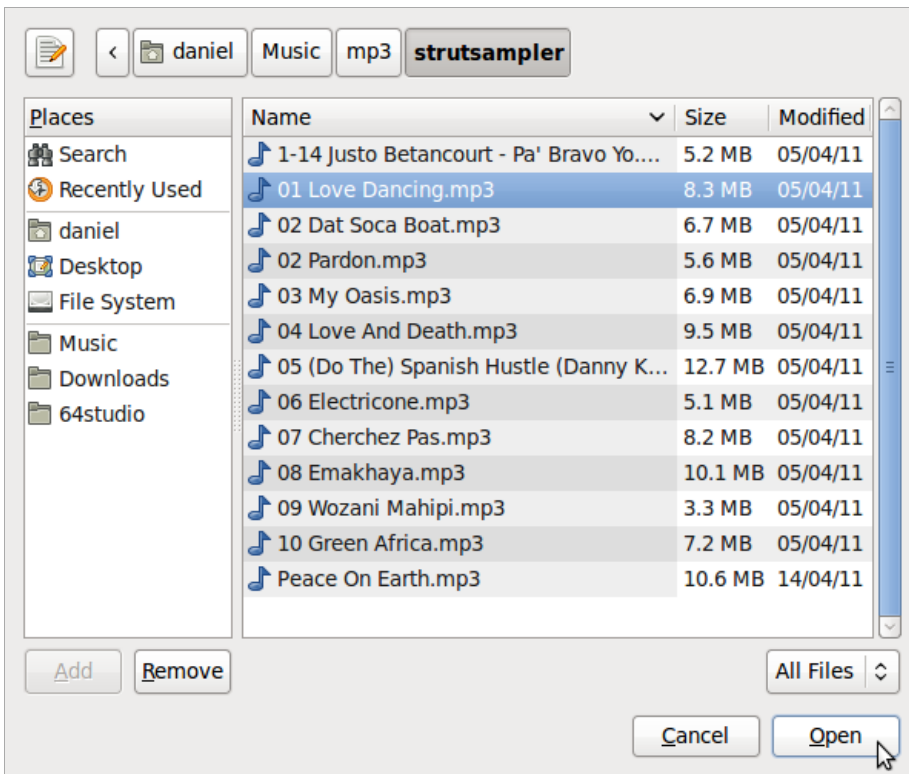 < daniel Music mp3 strutsampler
Places
Search
Recently Used
daniel
Desktop
File System
Music
Downloads
64studio
Name Size Modified
1-14 Justo Betancourt - Pa' Bravo Yo.... 5.2 MB 05/04/11
01 Love Dancing.mp3 8.3 MB 05/04/11
02 Dat Soca Boat.mp3 6.7 MB 05/04/11
02 Pardon.mp3 5.6 MB 05/04/11
03 My Oasis.mp3 6.9 MB 05/04/11
04 Love And Death.mp3 9.5 MB 05/04/11
05 (Do The) Spanish Hustle (Danny K... 12.7 MB 05/04/11
06 Electricone.mp3 5.1 MB 05/04/11
07 Cherchez Pas.mp3 8.2 MB 05/04/11
08 Emakhaya.mp3 10.1 MB 05/04/11
09 Wozani Mahipi.mp3 3.3 MB 05/04/11
10 Green Africa.mp3 7.2 MB 05/04/11
Peace On Earth.mp3 10.6 MB 14/04/11
Add Remove All Files
Cancel Open